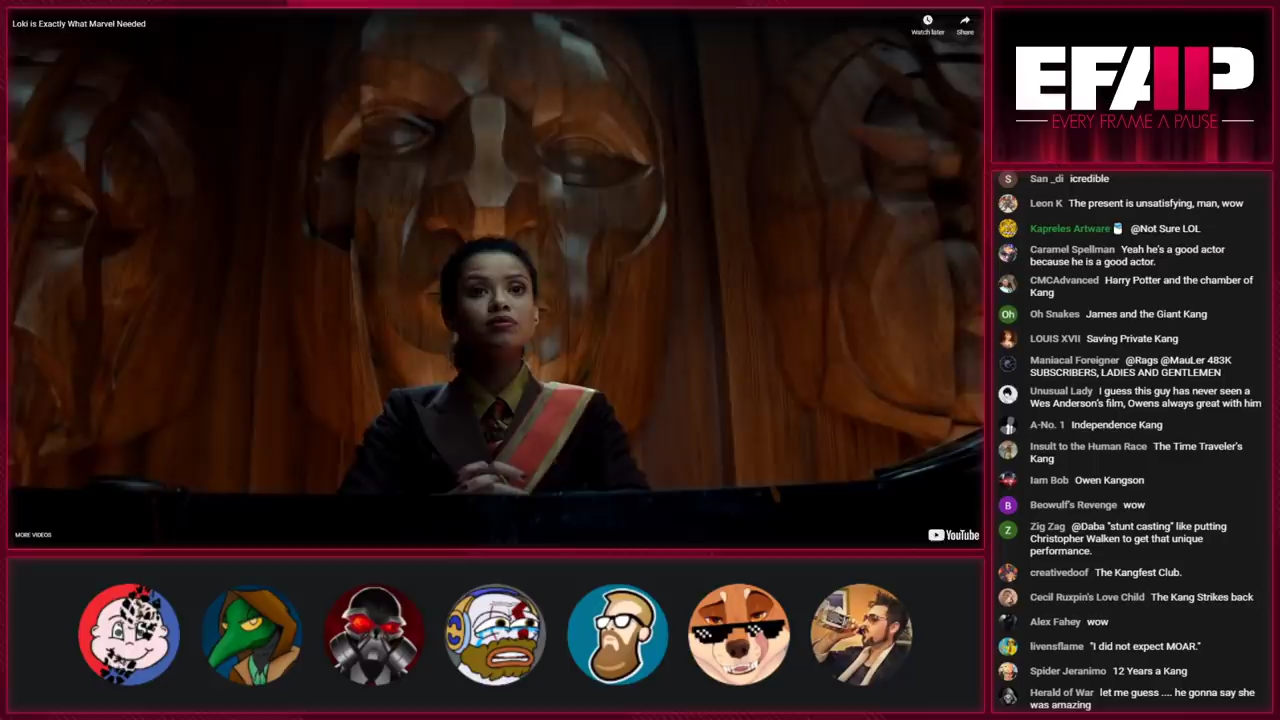 Loki is Exactly What Marvel Needed
Watch later
Share
MORE VIDEOS
YouTube
EFAP
EVERY FRAME A PAUSE
S San _di icredible
Leon K The present is unsatisfying, man, wow
Kapreles Artware @Not Sure LOL
Caramel Spellman Yeah he's a good actor
because he is a good actor.
CMCAdvanced Harry Potter and the chamber of
Kang
Oh Oh Snakes James and the Giant Kang
LOUIS XVII Saving Private Kang
Maniacal Foreigner @Rags @MauLer 483K
SUBSCRIBERS, LADIES AND GENTLEMEN
Unusual Lady I guess this guy has never seen a
Wes Anderson's film, Owens always great with him
A-No. 1 Independence Kang
Insult to the Human Race The Time Traveler's
Kang
Iam Bob Owen Kangson
B Beowulf's Revenge wow
Z Zig Zag @Daba "stunt casting" like putting
Christopher Walken to get that unique
performance.
creativedoof The Kangfest Club.
Cecil Ruxpin's Love Child The Kang Strikes back
Alex Fahey wow
livensflame "I did not expect MOAR."
Spider Jeranimo 12 Years a Kang
Herald of War let me guess .... he gonna say she
was amazing